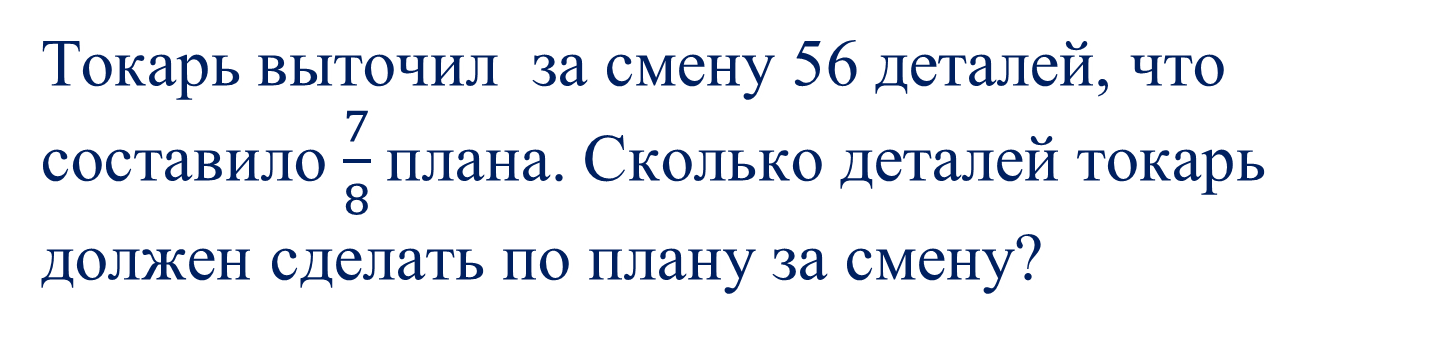 Токарь выточил  за смену 56 деталей, что
составило 7/8 плана. Сколько деталей токарь
должен сделать по плану за смену?